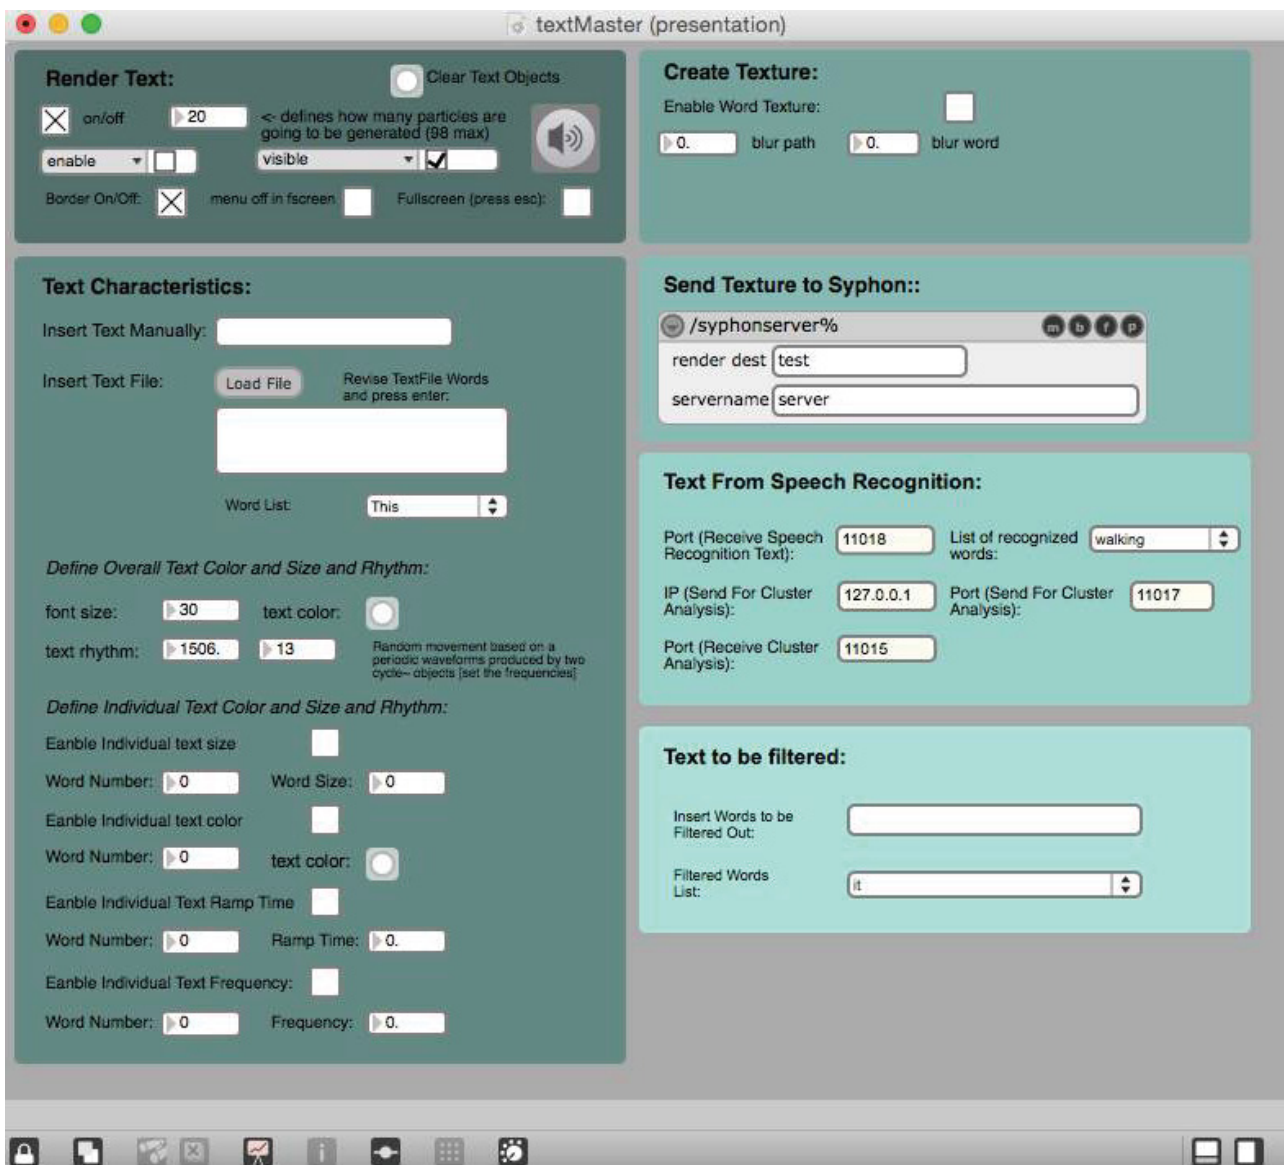 textMaster (presentation)
Render Text:
Clear Text Objects
on/off
20
<- defines how many particles are
going to be generated (98 max)
enable
visible
Border On/Off:
menu off in fscreen
Fullscreen (press esc):
Create Texture:
Enable Word Texture:
0.
blur path
0.
blur word
Text Characteristics:
Insert Text Manually:
Insert Text File:
Load File
Revise TextFile Words
and press enter:
Word List:
This
Define Overall Text Color and Size and Rhythm:
font size:
30
text color:
text rhythm:
1506.
13
Random movement based on a
periodic waveforms produced by two
cycle~ objects [set the frequencies]
Define Individual Text Color and Size and Rhythm:
Eanble Individual text size
Word Number:
0
Word Size:
0
Eanble Individual text color
Word Number:
0
text color:
Eanble Individual Text Ramp Time
Word Number:
0
Ramp Time:
0.
Eanble Individual Text Frequency:
Word Number:
0
Frequency:
0.
Send Texture to Syphon::
/syphonserver%
m b r p
render dest
test
servername
server
Text From Speech Recognition:
Port (Receive Speech
Recognition Text):
11018
List of recognized
words:
walking
IP (Send For Cluster
Analysis):
127.0.0.1
Port (Send For Cluster
Analysis):
11017
Port (Receive Cluster
Analysis):
11015
Text to be filtered:
Insert Words to be
Filtered Out:
Filtered Words
List:
it